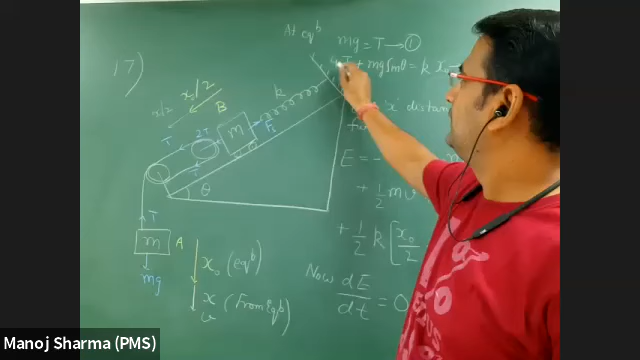 17)
At eqb
mg = T → ①
+ mg sinθ = k x
x₀/2
x/2
B
k
T
2T
m
F
T
θ
m
A
mg
x₀ (eqb)
x (From Eqb)
v
'x' distan
E = -
+ 1/2 mv
+ 1/2 k [x₀/2
Now dE/dt = 0
Manoj Sharma (PMS)